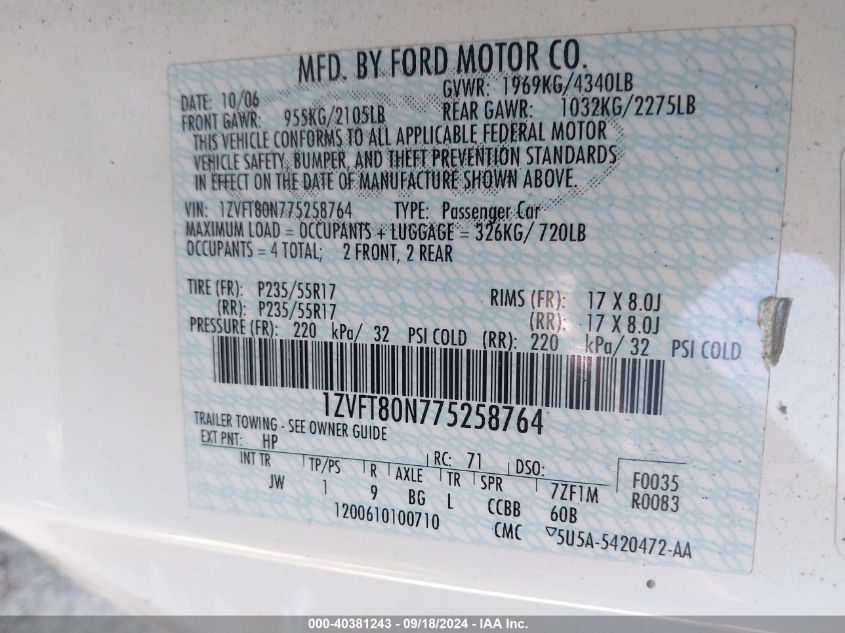 MFD. BY FORD MOTOR CO.
DATE: 10/06 GVWR: 1969KG/4340LB
FRONT GAWR: 955KG/2105LB REAR GAWR: 1032KG/2275LB
THIS VEHICLE CONFORMS TO ALL APPLICABLE FEDERAL MOTOR
VEHICLE SAFETY, BUMPER, AND THEFT PREVENTION STANDARDS
IN EFFECT ON THE DATE OF MANUFACTURE SHOWN ABOVE.
VIN: 1ZVFT80N775258764 TYPE: Passenger Car
MAXIMUM LOAD = OCCUPANTS + LUGGAGE = 326KG/ 720LB
OCCUPANTS = 4 TOTAL; 2 FRONT, 2 REAR
TIRE (FR): P235/55R17 RIMS (FR): 17 X 8.0J
(RR): P235/55R17 (RR): 17 X 8.0J
PRESSURE (FR): 220 kPa/ 32 PSI COLD (RR): 220 kPa/ 32 PSI COLD
1ZVFT80N775258764
TRAILER TOWING - SEE OWNER GUIDE
EXT PNT: HP RC: 71 DSO: F0035
INT TR TP/PS R AXLE TR SPR 7ZF1M R0083
JW 1 9 BG L CCBB 60B
1200610100710 CMC ▽5U5A-5420472-AA
000-40381243 - 09/18/2024 - IAA Inc.